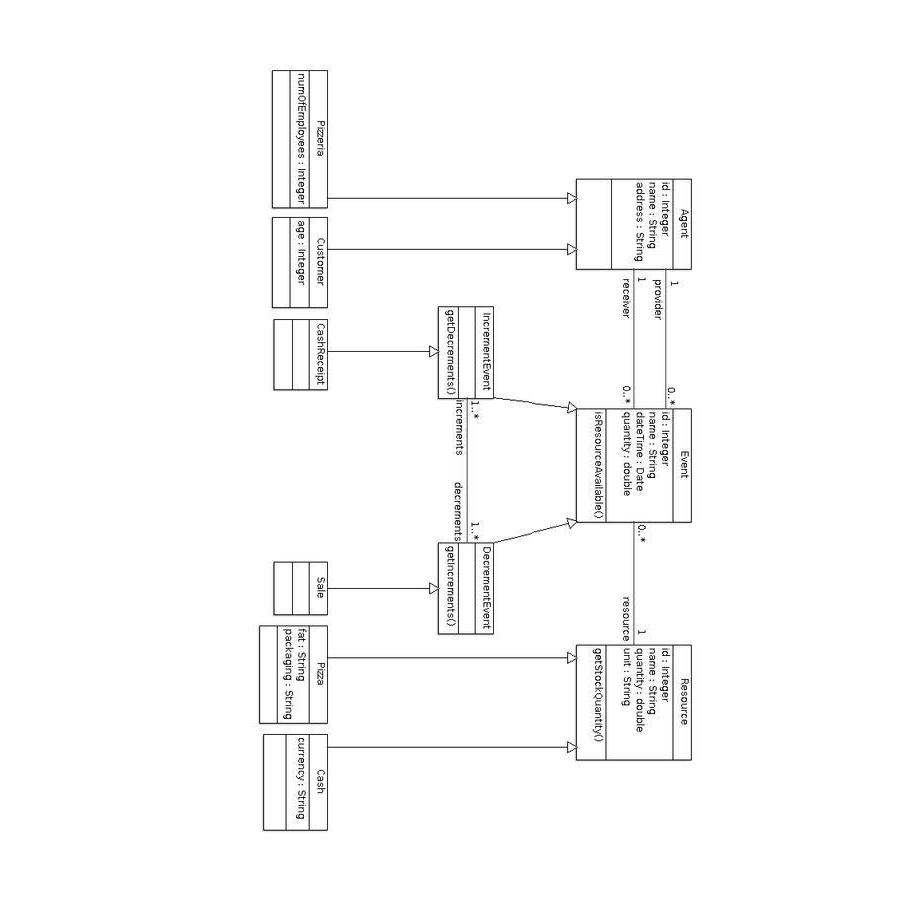 Agent
id : Integer
name : String
address : String
1
provider
0..*
1
receiver
0..*
Event
id : Integer
name : String
dateTime : Date
quantity : double
isResourceAvailable()
0..*
1
resource
Resource
id : Integer
name : String
quantity : double
unit : String
getStockQuantity()
IncrementEvent
getDecrements()
1..*
increments
1..*
decrements
DecrementEvent
getIncrements()
Pizzeria
numOfEmployees : Integer
Customer
age : Integer
CashReceipt
Sale
Pizza
fat : String
packaging : String
Cash
currency : String